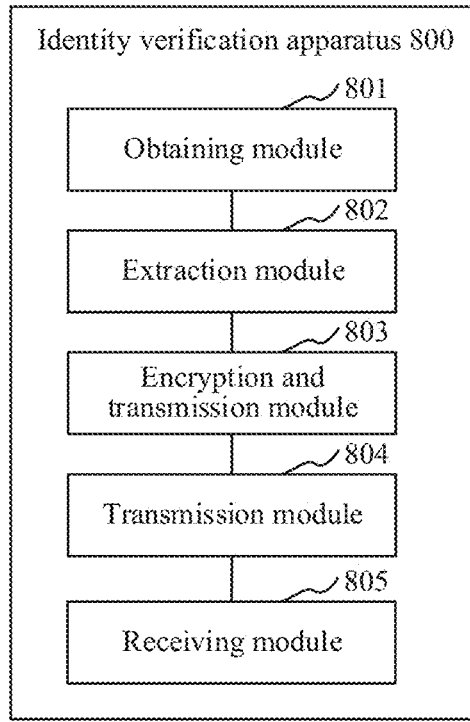 Identity verification apparatus 800
801
Obtaining module
802
Extraction module
803
Encryption and
transmission module
804
Transmission module
805
Receiving module